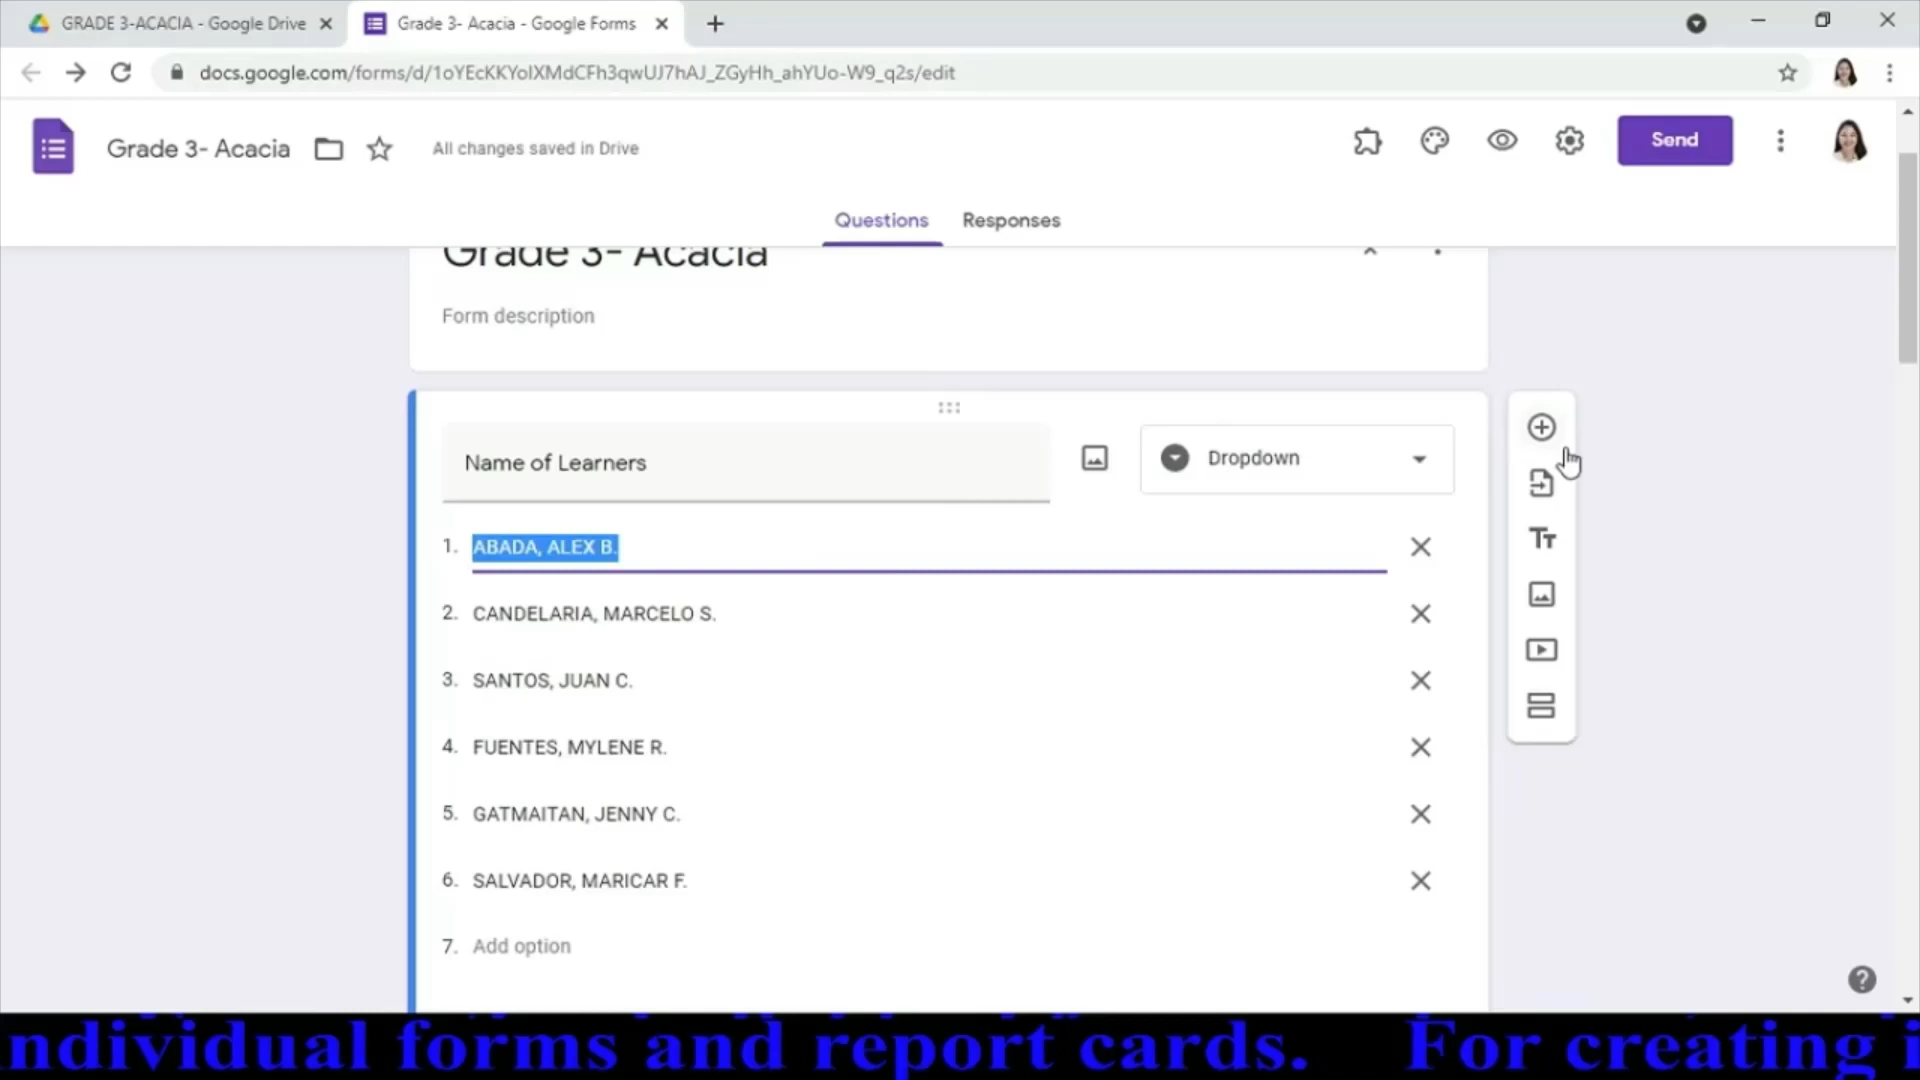 GRADE 3-ACACIA - Google Drive
Grade 3- Acacia - Google Forms
docs.google.com/forms/d/1oYEcKKYoIXMdCFh3qwUJ7hAJ_ZGyHh_ahYUo-W9_q2s/edit
Grade 3- Acacia
All changes saved in Drive
Send
Questions
Responses
Grade 3- Acacia
Form description
Name of Learners
Dropdown
1. ABADA, ALEX B.
2. CANDELARIA, MARCELO S.
3. SANTOS, JUAN C.
4. FUENTES, MYLENE R.
5. GATMAITAN, JENNY C.
6. SALVADOR, MARICAR F.
7. Add option
ndividual forms and report cards. For creating i